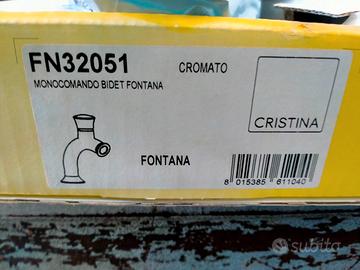 FN32051
CROMATO
MONOCOMANDO BIDET FONTANA
CRISTINA
FONTANA
8 015385 611040
subito